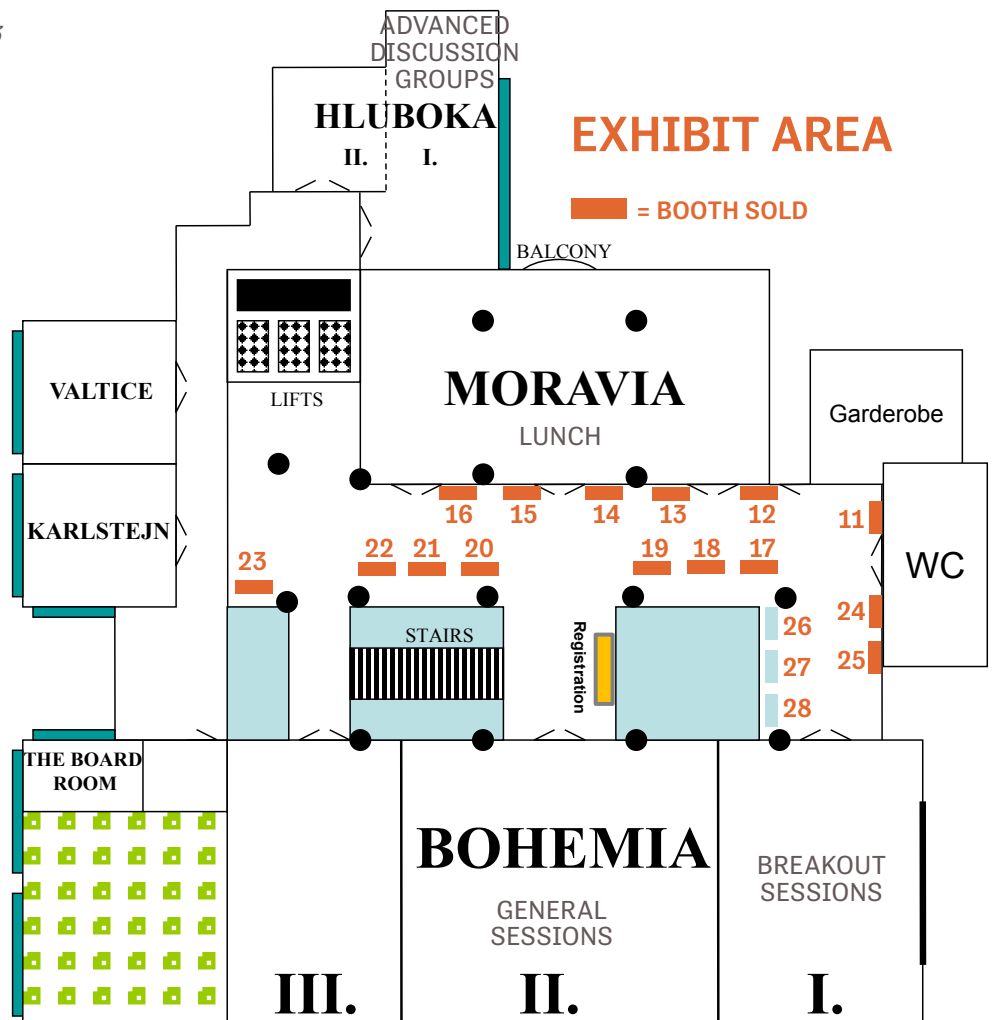 ADVANCED
DISCUSSION
GROUPS
HLUBOKA
II. I.
EXHIBIT AREA
= BOOTH SOLD
BALCONY
VALTICE
LIFTS
MORAVIA
LUNCH
Garderobe
KARLSTEJN
16 15 14 13 12 11
WC
23 22 21 20 19 18 17
24
25
26
27
28
STAIRS
Registration
THE BOARD
ROOM
BOHEMIA
GENERAL
SESSIONS
BREAKOUT
SESSIONS
III. II. I.